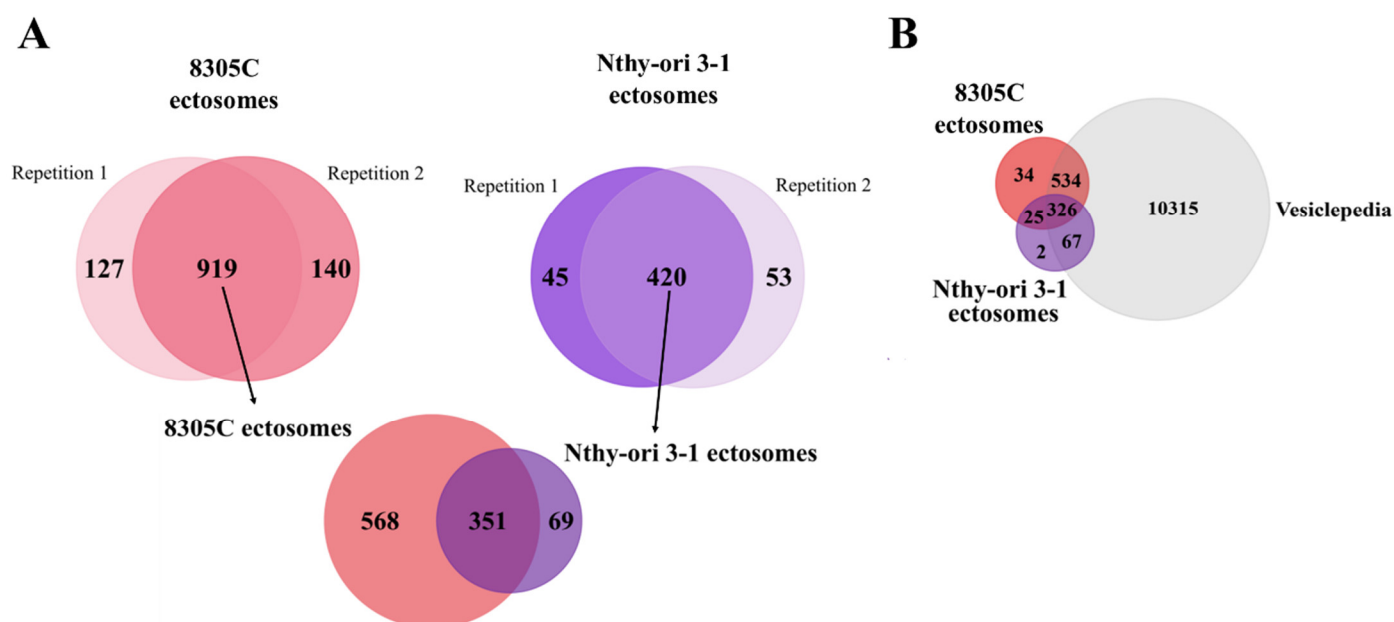 A
8305C
ectosomes
Nthy-ori 3-1
ectosomes
Repetition 1
Repetition 2
127
919
140
Repetition 1
Repetition 2
45
420
53
8305C ectosomes
Nthy-ori 3-1 ectosomes
568
351
69
B
8305C
ectosomes
34
534
25
326
2
67
10315
Vesiclepedia
Nthy-ori 3-1
ectosomes